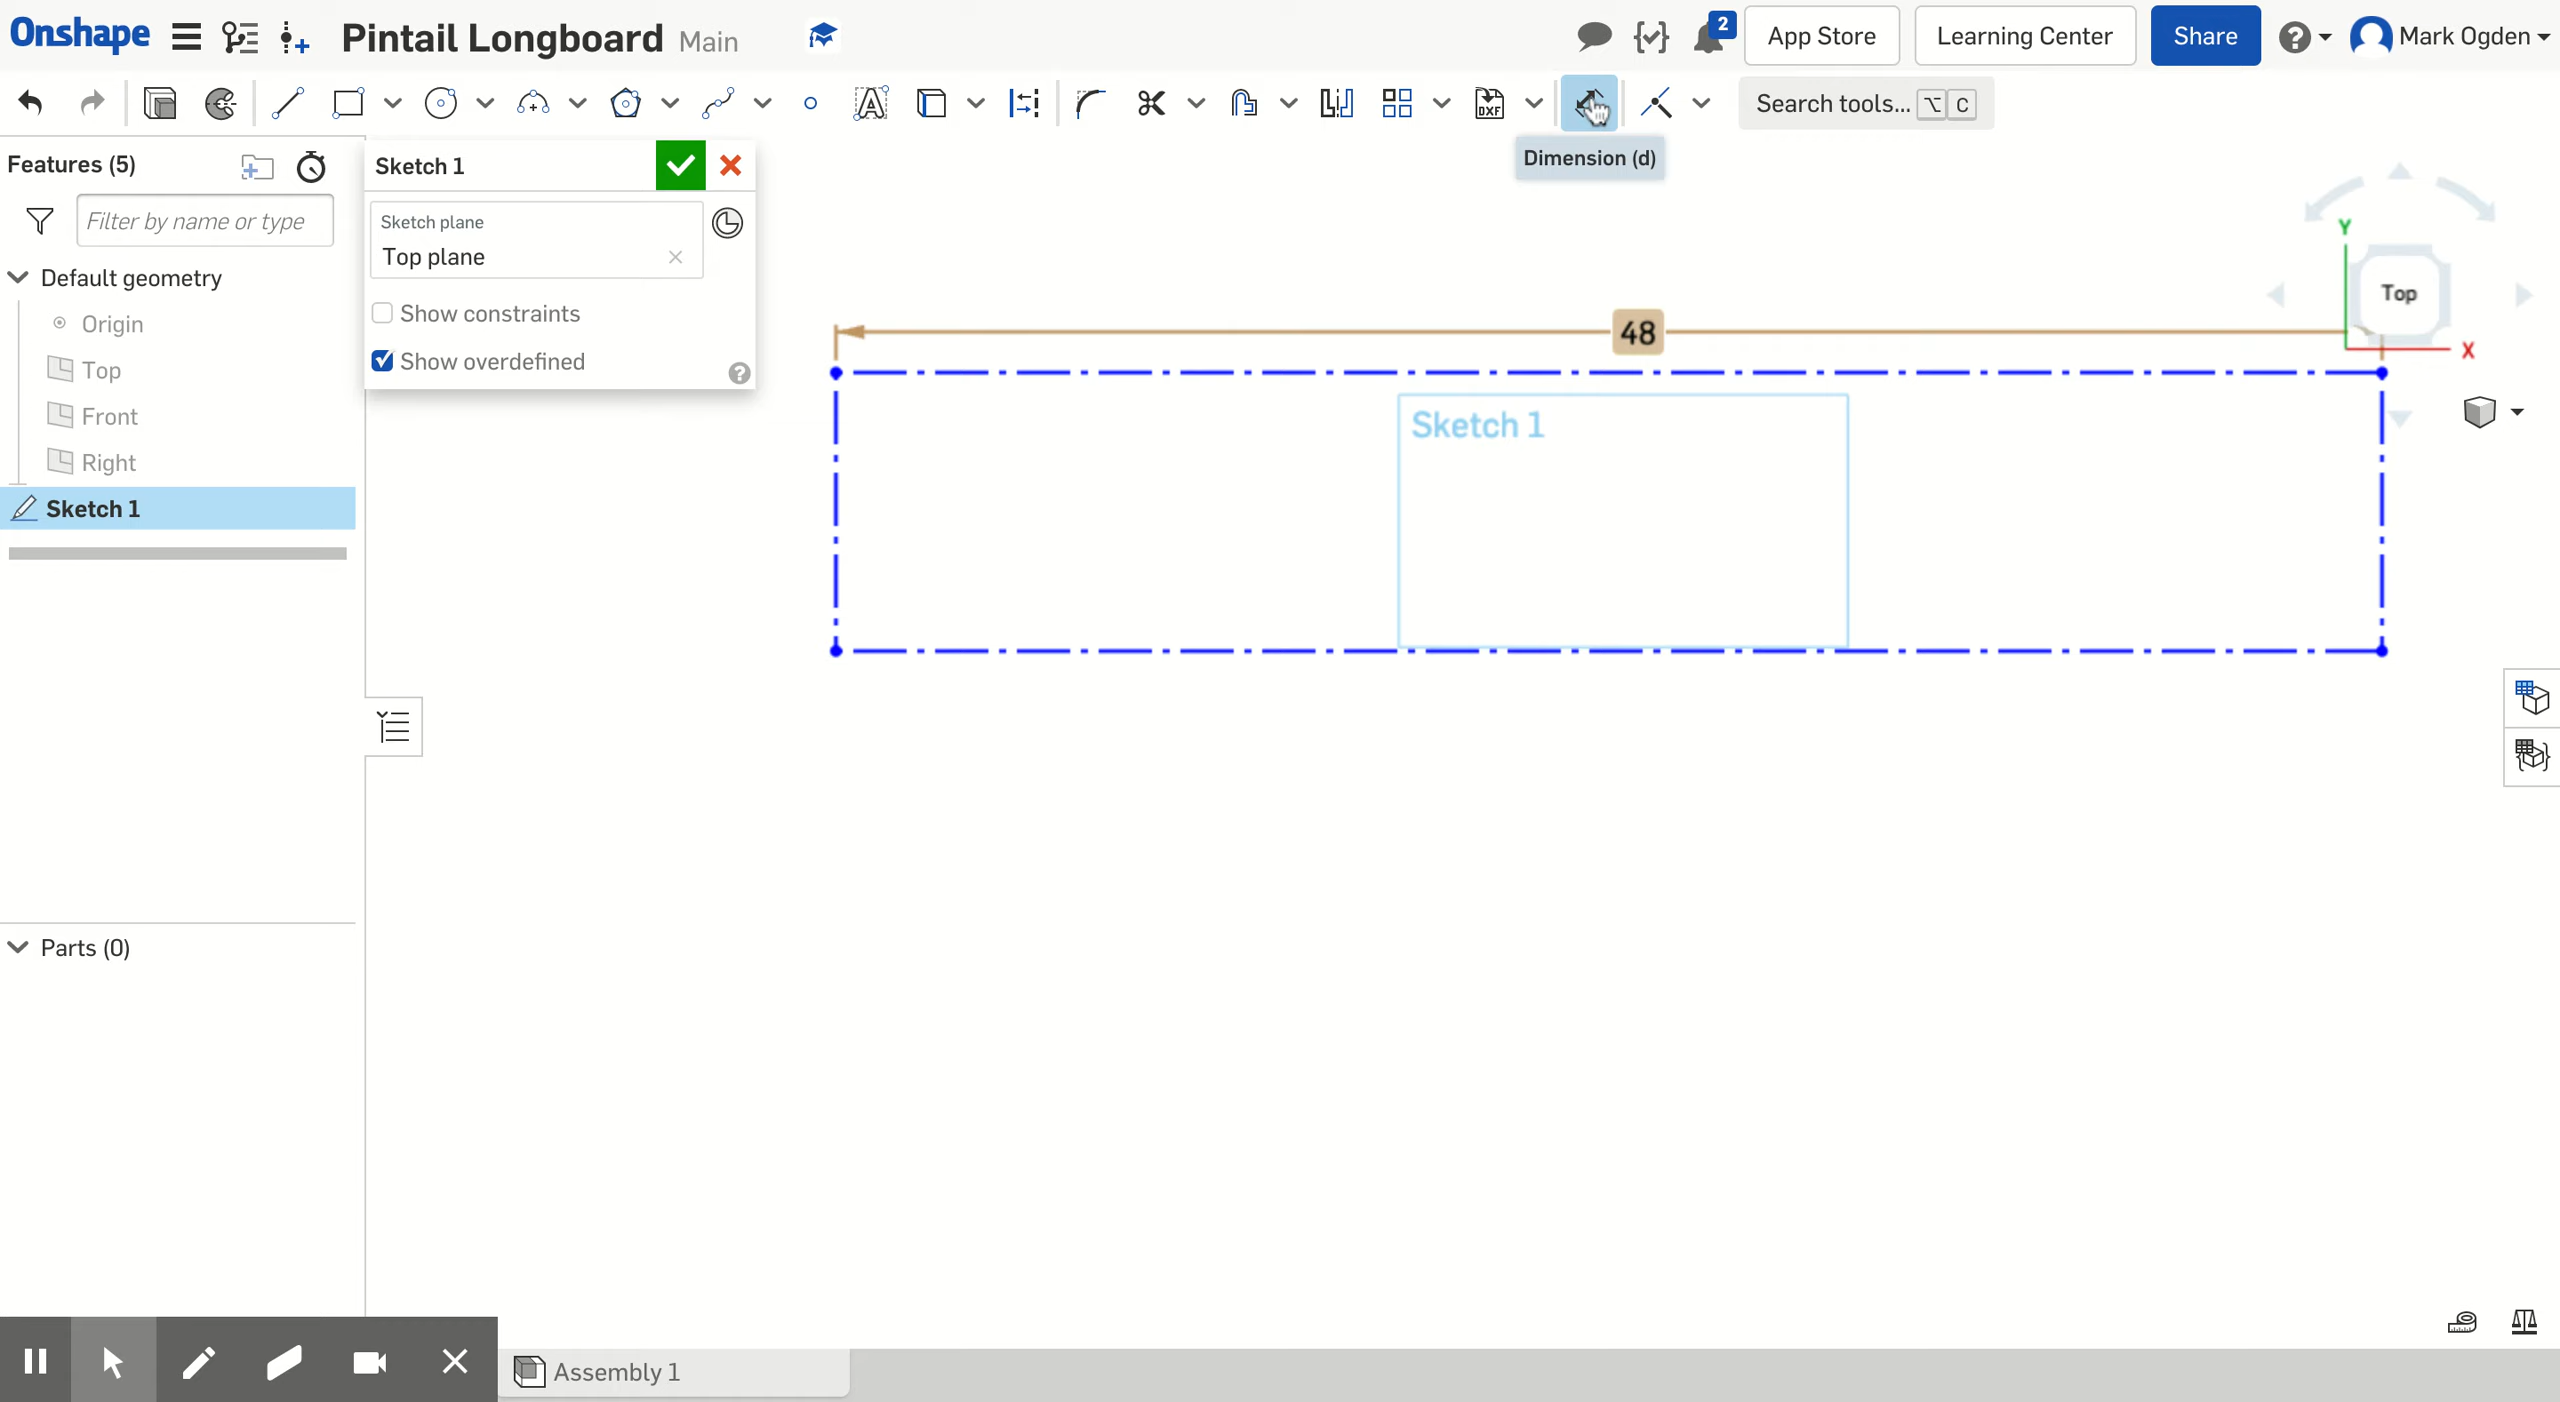 Onshape
Pintail Longboard Main
2
App Store
Learning Center
Share
Mark Ogden
DXF
Search tools... ⌥ C
Dimension (d)
Features (5)
Filter by name or type
Default geometry
Origin
Top
Front
Right
Sketch 1
Parts (0)
Sketch 1
Sketch plane
Top plane
Show constraints
Show overdefined
48
Sketch 1
Y
Top
X
Assembly 1